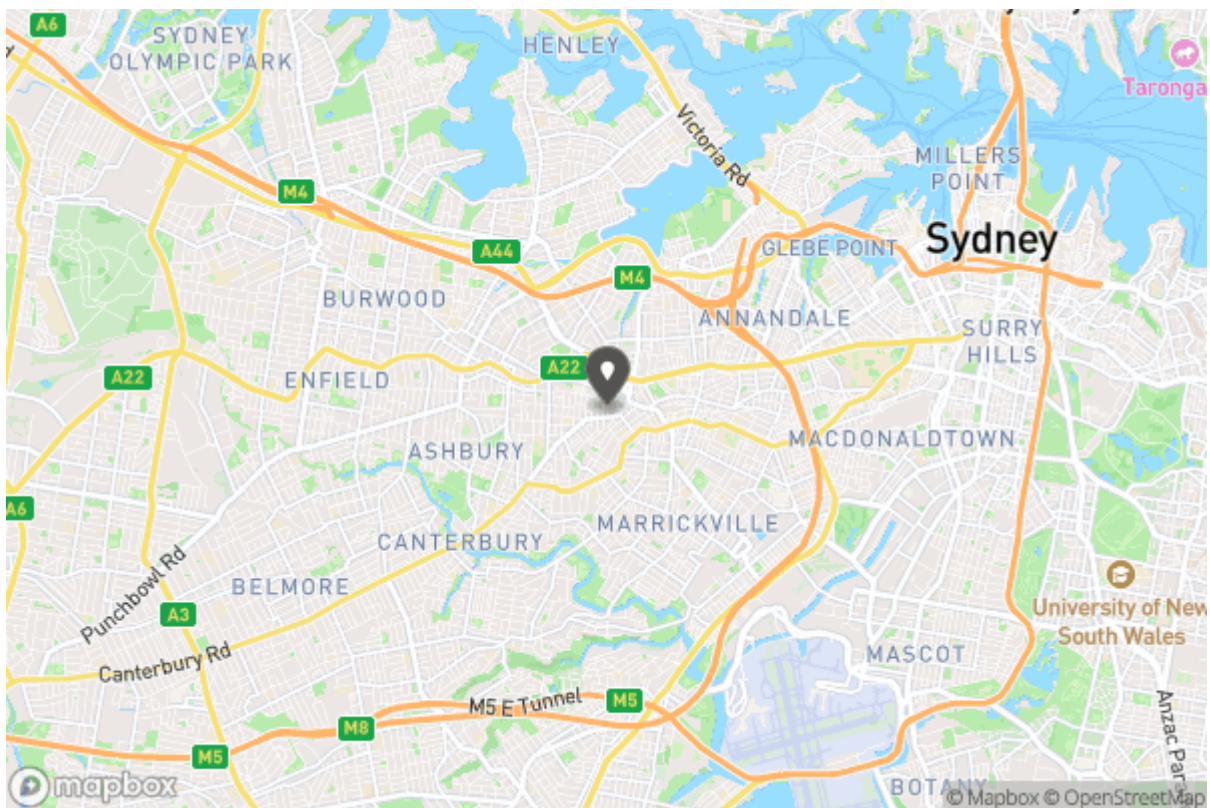 A6
SYDNEY
OLYMPIC PARK
HENLEY
Taronga
Victoria Rd
MILLERS
POINT
M4
A44
GLEBE POINT
Sydney
M4
BURWOOD
ANNANDALE
SURRY
HILLS
A22
A22
ENFIELD
ASHBURY
MACDONALDTOWN
A6
MARRICKVILLE
CANTERBURY
BELMORE
Punchbowl Rd
A3
University of New
South Wales
Canterbury Rd
MASCOT
M5 E Tunnel
M5
M8
M5
Anzac Para
BOTANY
mapbox
© Mapbox © OpenStreetMap